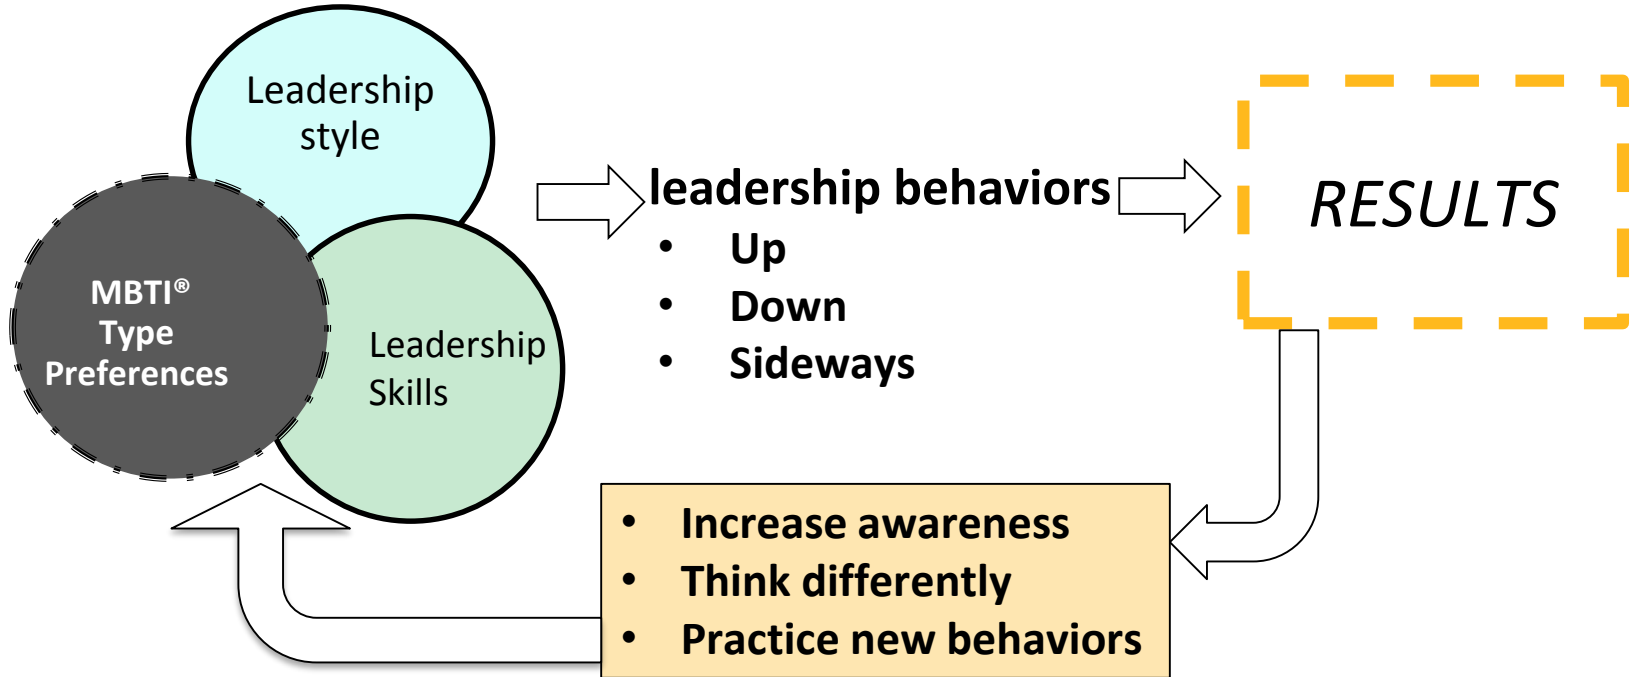 Leadership
style
MBTI®
Type
Preferences
Leadership
Skills
leadership behaviors
• Up
• Down
• Sideways
RESULTS
• Increase awareness
• Think differently
• Practice new behaviors